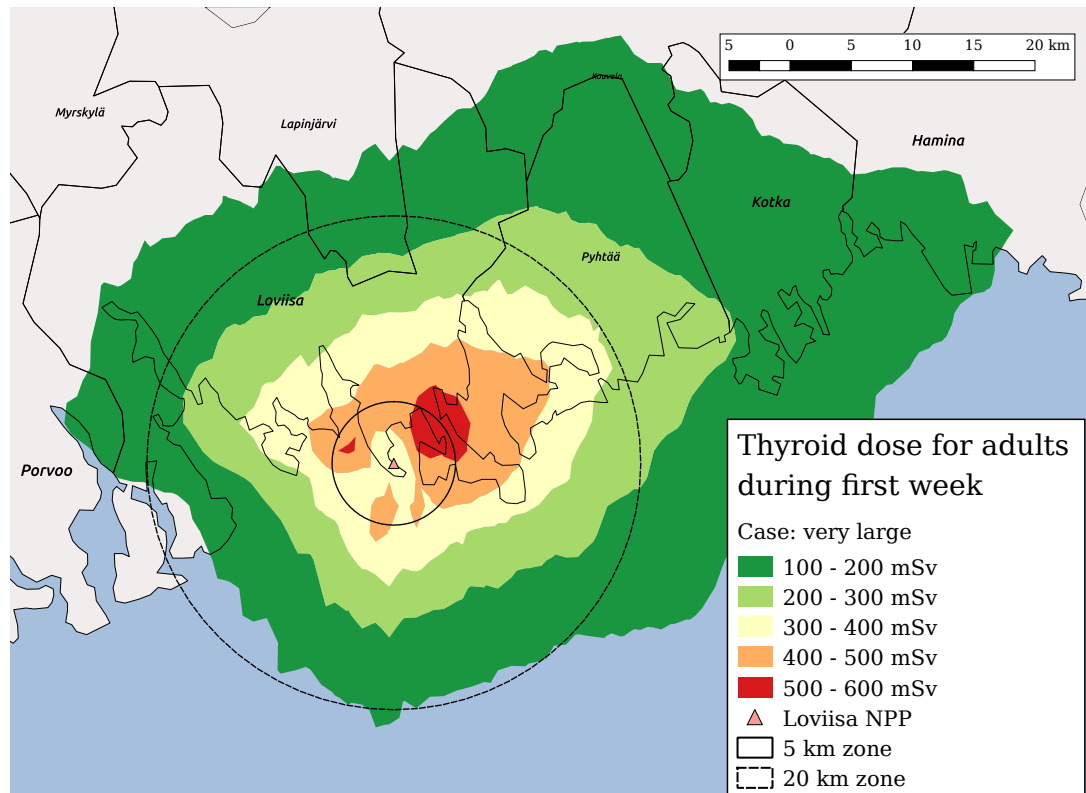 5 0 5 10 15 20 km
Kouvola
Myrskylä
Lapinjärvi
Hamina
Kotka
Pyhtää
Loviisa
Porvoo
Thyroid dose for adults
during first week
Case: very large
100 - 200 mSv
200 - 300 mSv
300 - 400 mSv
400 - 500 mSv
500 - 600 mSv
Loviisa NPP
5 km zone
20 km zone